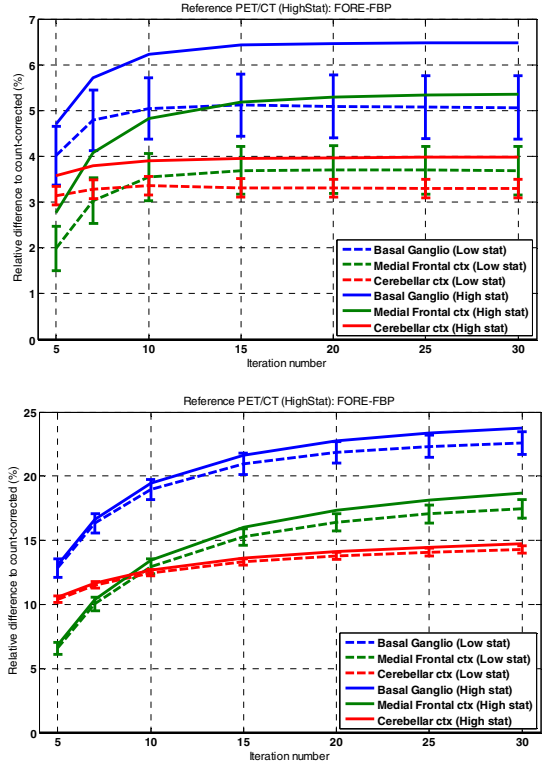 Reference PET/CT (HighStat): FORE-FBP
7
6
5
4
3
2
1
0
Relative difference to count-corrected (%)
Basal Ganglio (Low stat)
Medial Frontal ctx (Low stat)
Cerebellar ctx (Low stat)
Basal Ganglio (High stat)
Medial Frontal ctx (High stat)
Cerebellar ctx (High stat)
5 10 15 20 25 30
Iteration number
Reference PET/CT (HighStat): FORE-FBP
25
20
15
10
5
0
Relative difference to count-corrected (%)
Basal Ganglio (Low stat)
Medial Frontal ctx (Low stat)
Cerebellar ctx (Low stat)
Basal Ganglio (High stat)
Medial Frontal ctx (High stat)
Cerebellar ctx (High stat)
5 10 15 20 25 30
Iteration number